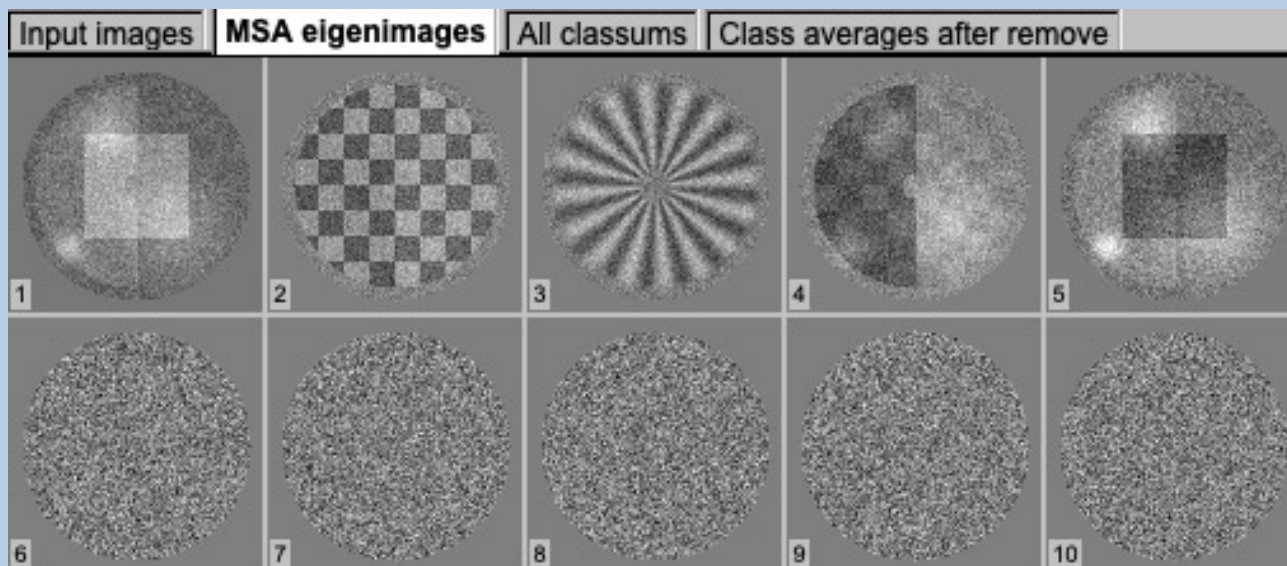 Input images MSA eigenimages All classums Class averages after remove
1 2 3 4 5
6 7 8 9 10